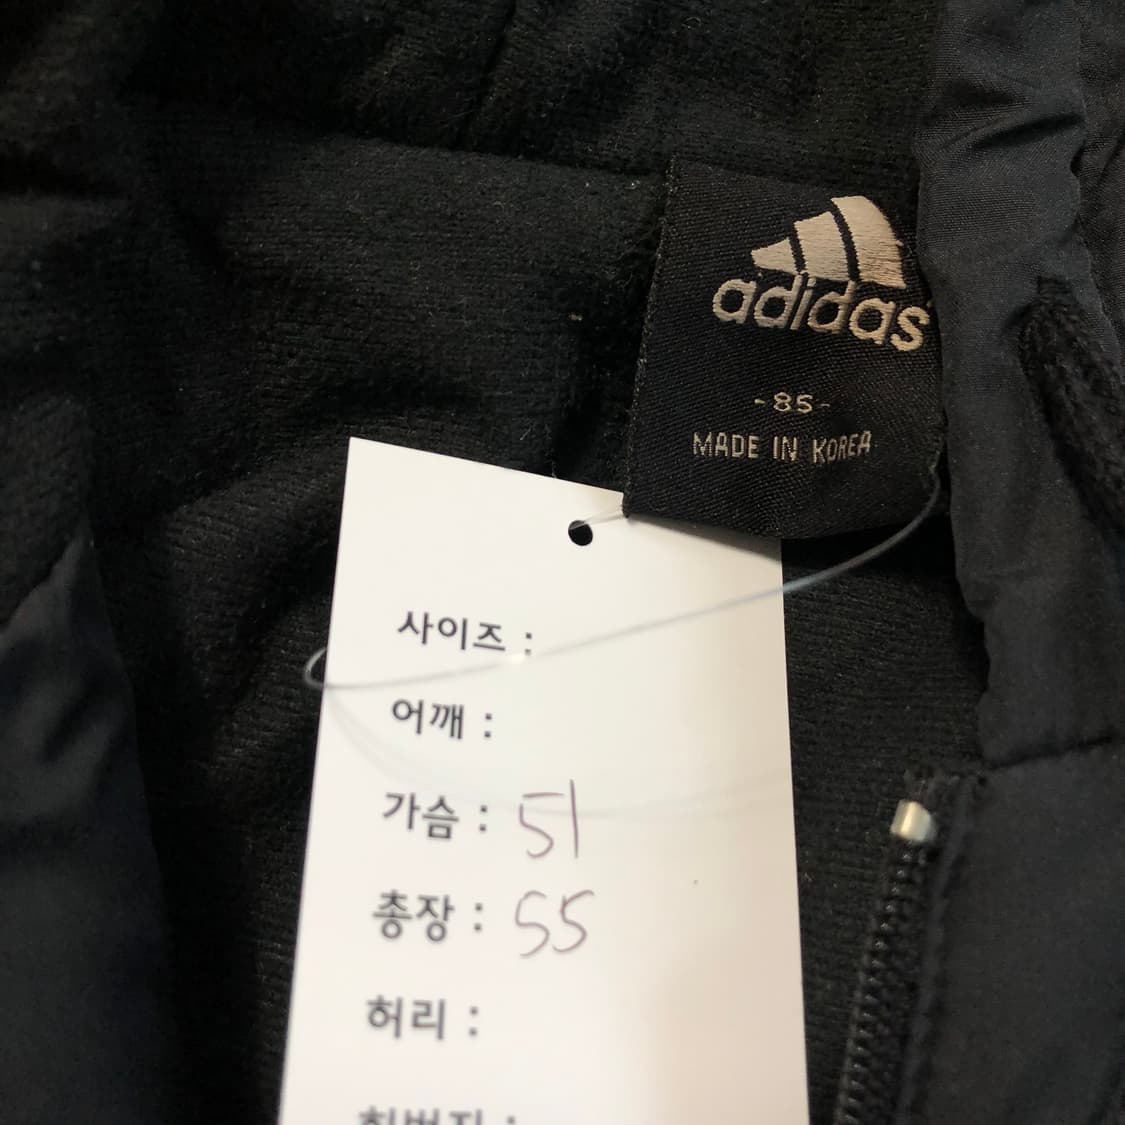 adidas
-85-
MADE IN KOREA
사이즈 :
어깨 :
가슴 : 51
총장 : 55
허리 :